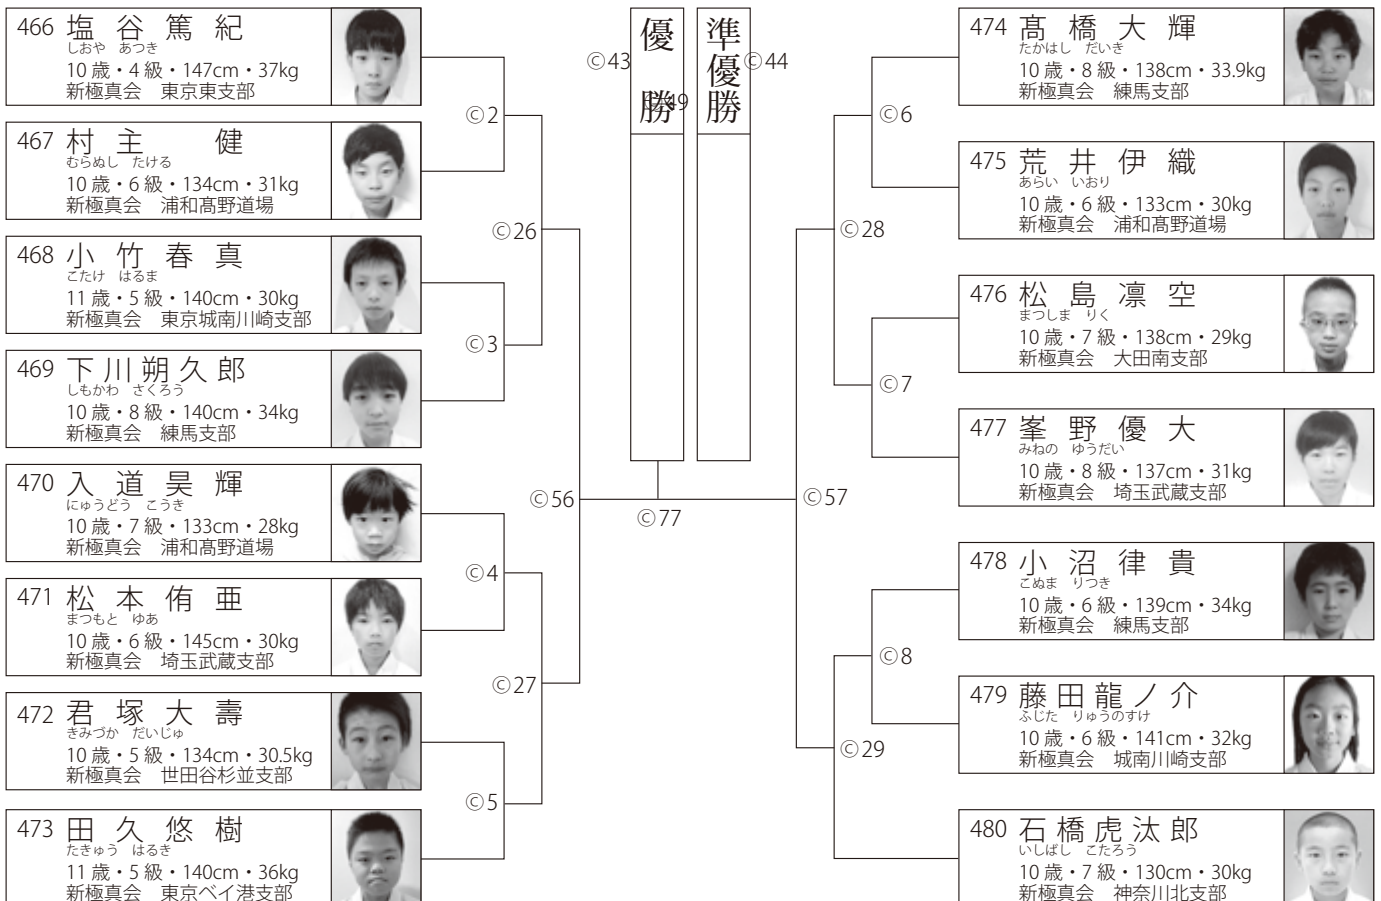 466 塩谷篤紀
しおや あつき
10歳・4級・147cm・37kg
新極真会 東京東支部
467 村主 健
むらぬし たける
10歳・6級・134cm・31kg
新極真会 浦和髙野道場
468 小竹春真
こたけ はるま
11歳・5級・140cm・30kg
新極真会 東京城南川崎支部
469 下川朔久郎
しもかわ さくろう
10歳・8級・140cm・34kg
新極真会 練馬支部
470 入道昊輝
にゅうどう こうき
10歳・7級・133cm・28kg
新極真会 浦和髙野道場
471 松本侑亜
まつもと ゆあ
10歳・6級・145cm・30kg
新極真会 埼玉武蔵支部
472 君塚大壽
きみづか だいじゅ
10歳・5級・134cm・30.5kg
新極真会 世田谷杉並支部
473 田久悠樹
たきゅう はるき
11歳・5級・140cm・36kg
新極真会 東京ベイ港支部
Ⓒ2
Ⓒ3
Ⓒ4
Ⓒ5
Ⓒ26
Ⓒ27
Ⓒ56
Ⓒ43
優勝
Ⓒ49
準優勝
Ⓒ44
Ⓒ77
Ⓒ57
Ⓒ28
Ⓒ29
Ⓒ6
Ⓒ7
Ⓒ8
474 髙橋大輝
たかはし だいき
10歳・8級・138cm・33.9kg
新極真会 練馬支部
475 荒井伊織
あらい いおり
10歳・6級・133cm・30kg
新極真会 浦和髙野道場
476 松島凛空
まつしま りく
10歳・7級・138cm・29kg
新極真会 大田南支部
477 峯野優大
みねの ゆうだい
10歳・8級・137cm・31kg
新極真会 埼玉武蔵支部
478 小沼律貴
こぬま りつき
10歳・6級・139cm・34kg
新極真会 練馬支部
479 藤田龍ノ介
ふじた りゅうのすけ
10歳・6級・141cm・32kg
新極真会 城南川崎支部
480 石橋虎汰郎
いしばし こたろう
10歳・7級・130cm・30kg
新極真会 神奈川北支部